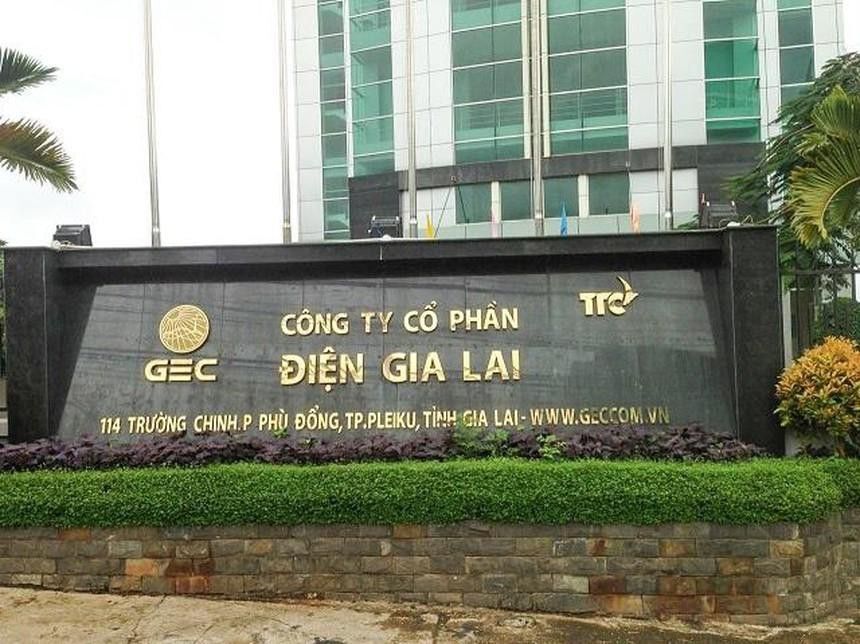 GEC
CÔNG TY CỔ PHẦN
TTC
ĐIỆN GIA LAI
114 TRƯỜNG CHINH.P PHÙ ĐỔNG,TP.PLEIKU,TỈNH GIA LAI-WWW.GECCOM.VN